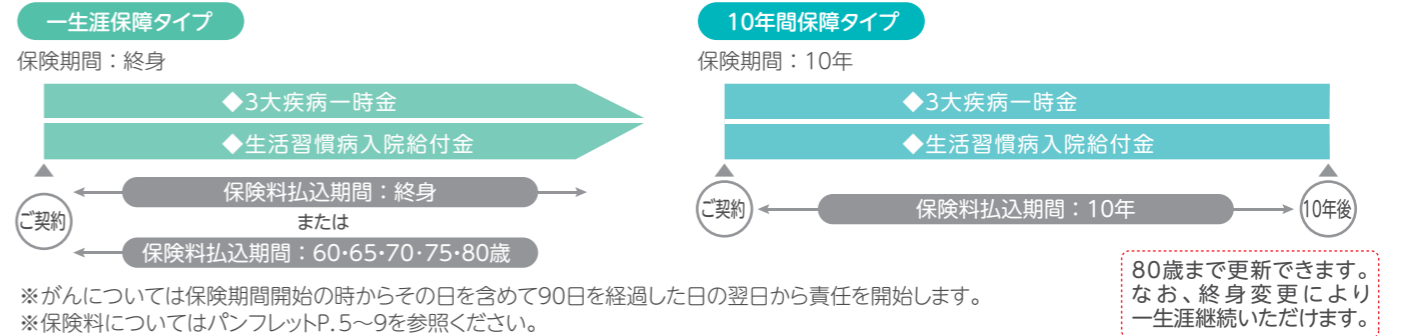 一生涯保障タイプ
保険期間：終身
◆3大疾病一時金
◆生活習慣病入院給付金
ご契約
保険料払込期間：終身
または
保険料払込期間：60・65・70・75・80歳
10年間保障タイプ
保険期間：10年
◆3大疾病一時金
◆生活習慣病入院給付金
ご契約
保険料払込期間：10年
10年後
80歳まで更新できます。
なお、終身変更により
一生涯継続いただけます。
※がんについては保険期間開始の時からその日を含めて90日を経過した日の翌日から責任を開始します。
※保険料についてはパンフレットP.5〜9を参照ください。